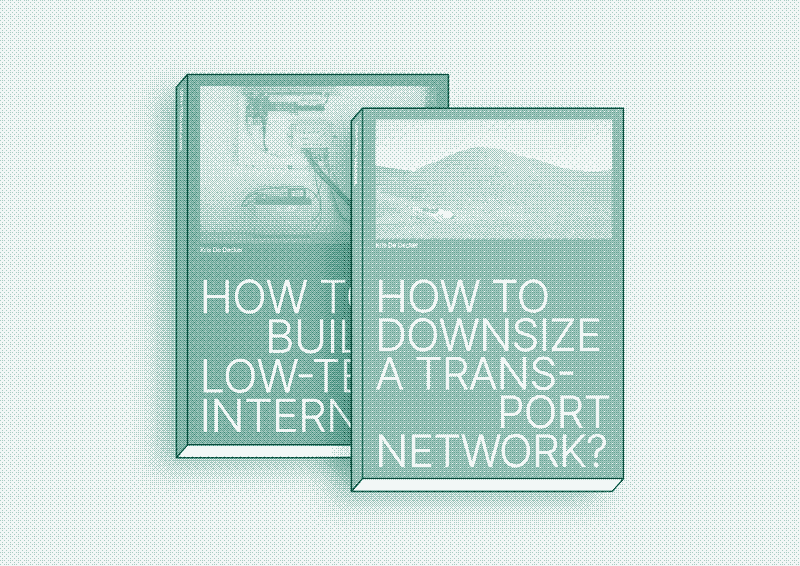 Kris De Decker
HOW TO
BUIL
LOW-TE
INTERN
Kris De Decker
HOW TO
DOWNSIZE
A TRANS-
PORT
NETWORK?